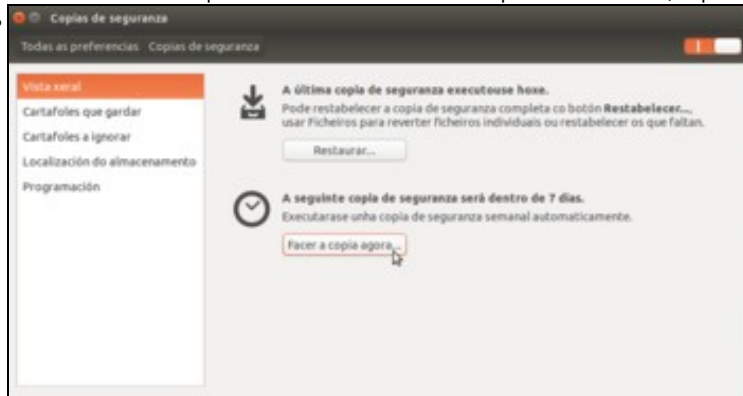 Copias de seguranza
Todas as preferencias Copias de seguranza
Vista xeral
Cartafoles que gardar
Cartafoles a ignorar
Localización do almacenamento
Programación
A última copia de seguranza executouse hoxe.
Pode restabelecer a copia de seguranza completa co botón Restabelecer...,
usar Ficheiros para reverter ficheiros individuais ou restabelecer os que faltan.
Restaurar...
A seguinte copia de seguranza será dentro de 7 días.
Executarase unha copia de seguranza semanal automaticamente.
Facer a copia agora...